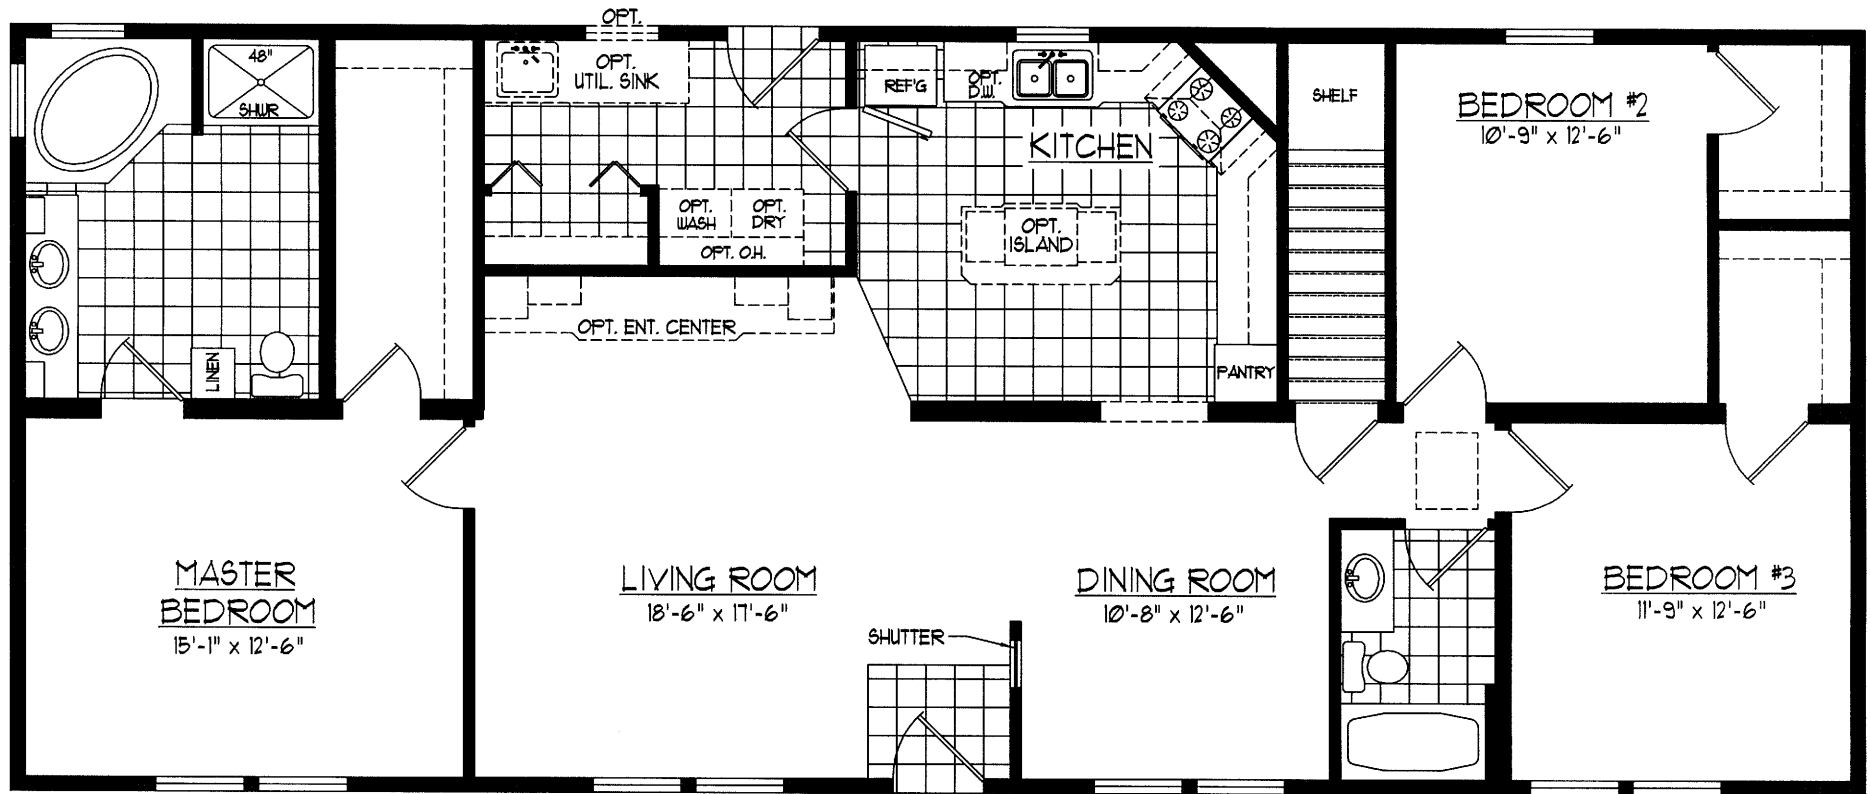 OPT.
48"
SHWR
OPT.
UTIL. SINK
REF'G
OPT.
D.W.
SHELF
BEDROOM #2
10'-9" x 12'-6"
KITCHEN
OPT.
WASH
OPT.
DRY
OPT. O.H.
OPT.
ISLAND
OPT. ENT. CENTER
LINEN
PANTRY
MASTER
BEDROOM
15'-1" x 12'-6"
LIVING ROOM
18'-6" x 17'-6"
SHUTTER
DINING ROOM
10'-8" x 12'-6"
BEDROOM #3
11'-9" x 12'-6"